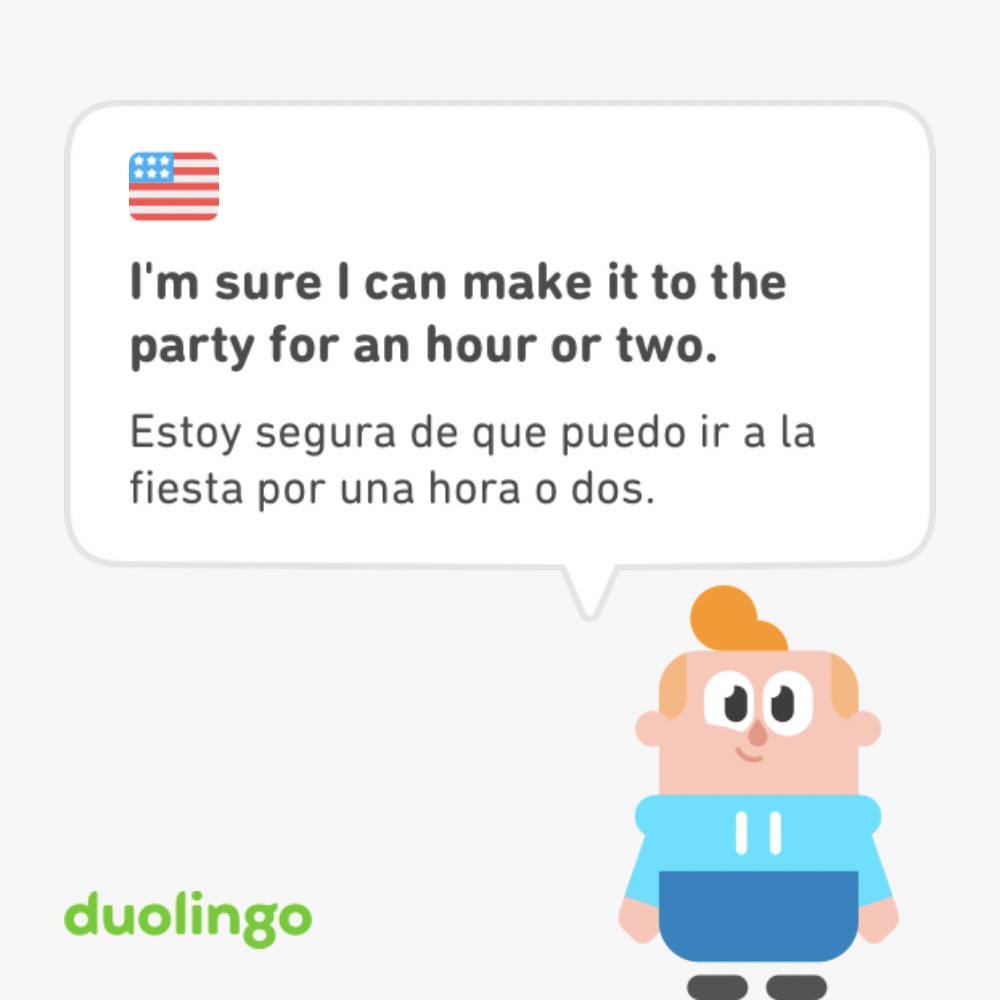 I'm sure I can make it to the
party for an hour or two.
Estoy segura de que puedo ir a la
fiesta por una hora o dos.
duolingo